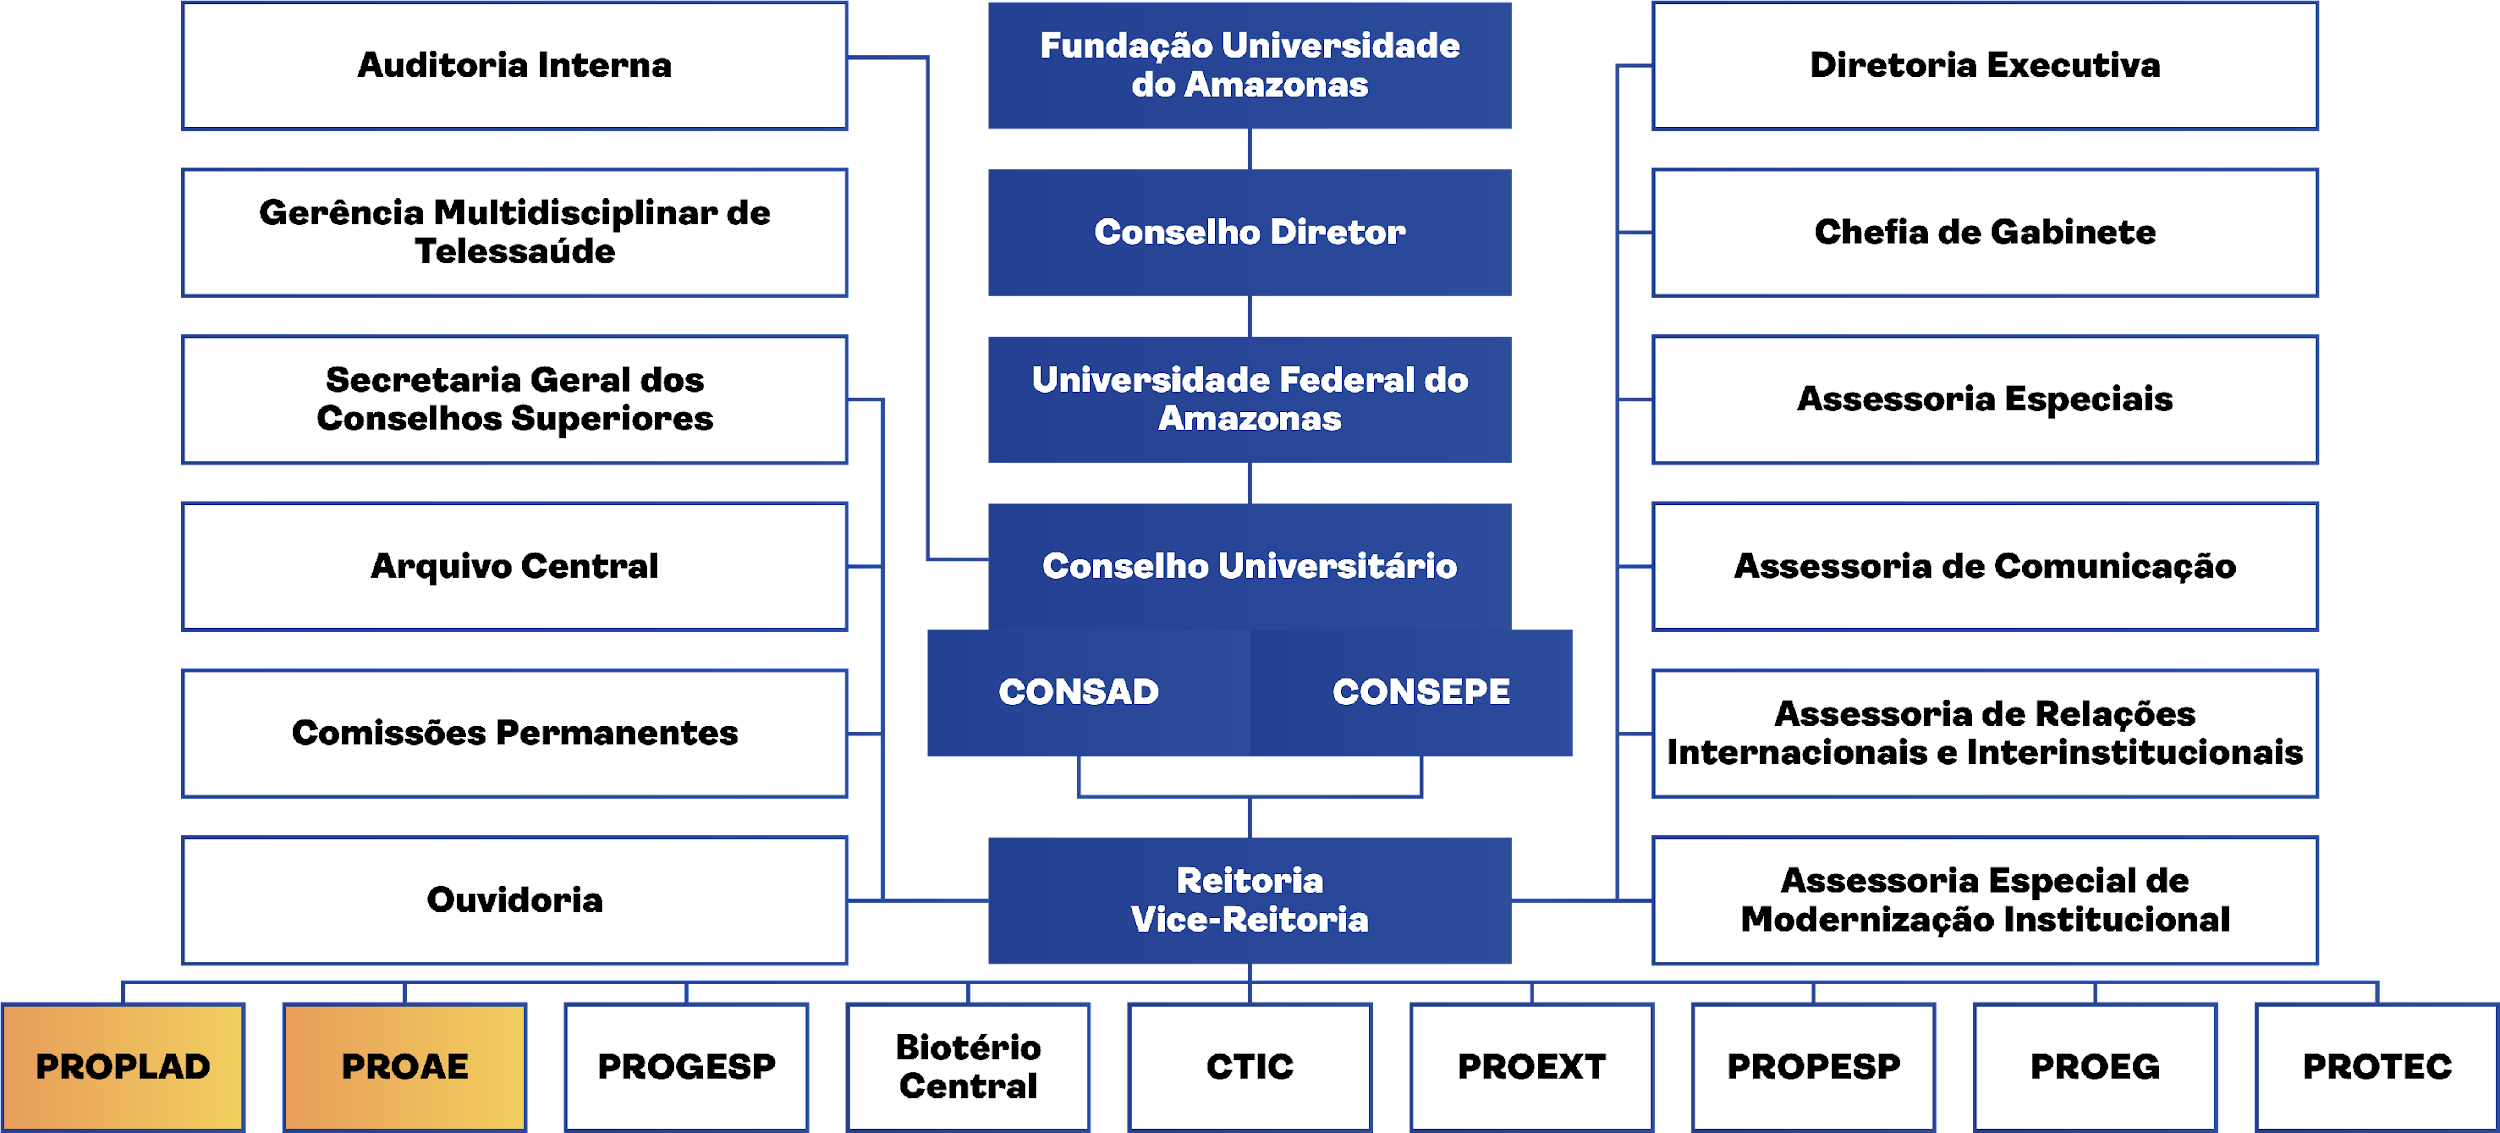 Auditoria Interna
Fundação Universidade
do Amazonas
Diretoria Executiva
Gerência Multidisciplinar de
Telessaúde
Conselho Diretor
Chefia de Gabinete
Secretaria Geral dos
Conselhos Superiores
Universidade Federal do
Amazonas
Assessoria Especiais
Arquivo Central
Conselho Universitário
Assessoria de Comunicação
CONSAD
CONSEPE
Comissões Permanentes
Assessoria de Relações
Internacionais e Interinstitucionais
Ouvidoria
Reitoria
Vice-Reitoria
Assessoria Especial de
Modernização Institucional
PROPLAD
PROAE
PROGESP
Biotério
Central
CTIC
PROEXT
PROPESP
PROEG
PROTEC